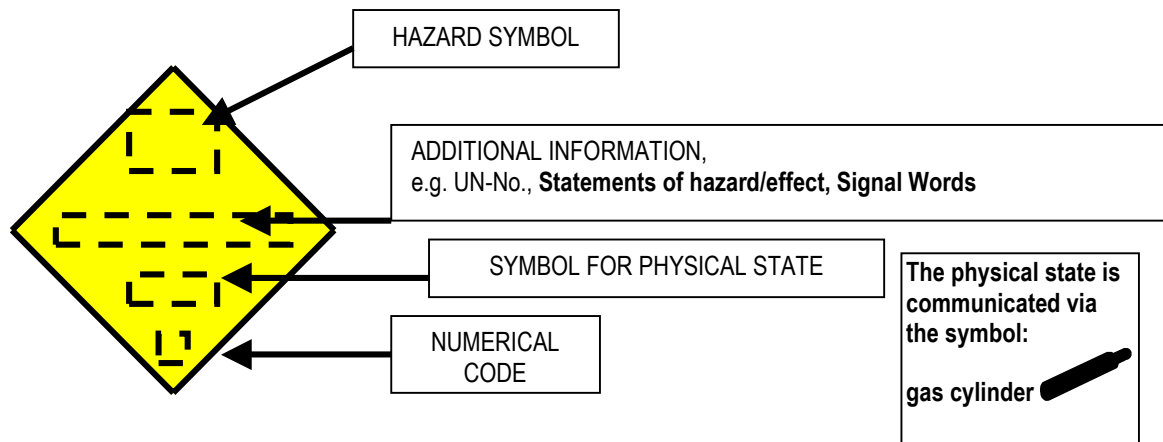 HAZARD SYMBOL
ADDITIONAL INFORMATION,
e.g. UN-No., Statements of hazard/effect, Signal Words
SYMBOL FOR PHYSICAL STATE
NUMERICAL
CODE
The physical state is
communicated via
the symbol:
gas cylinder